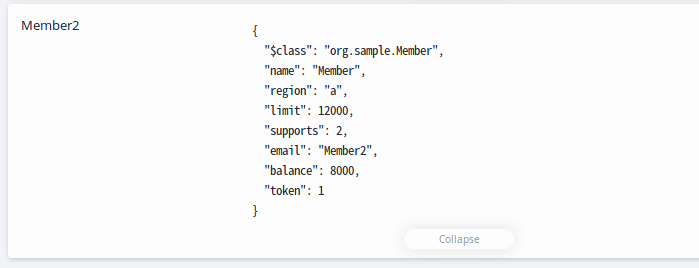 Member2
{
"$class": "org.sample.Member",
"name": "Member",
"region": "a",
"limit": 12000,
"supports": 2,
"email": "Member2",
"balance": 8000,
"token": 1
}
Collapse